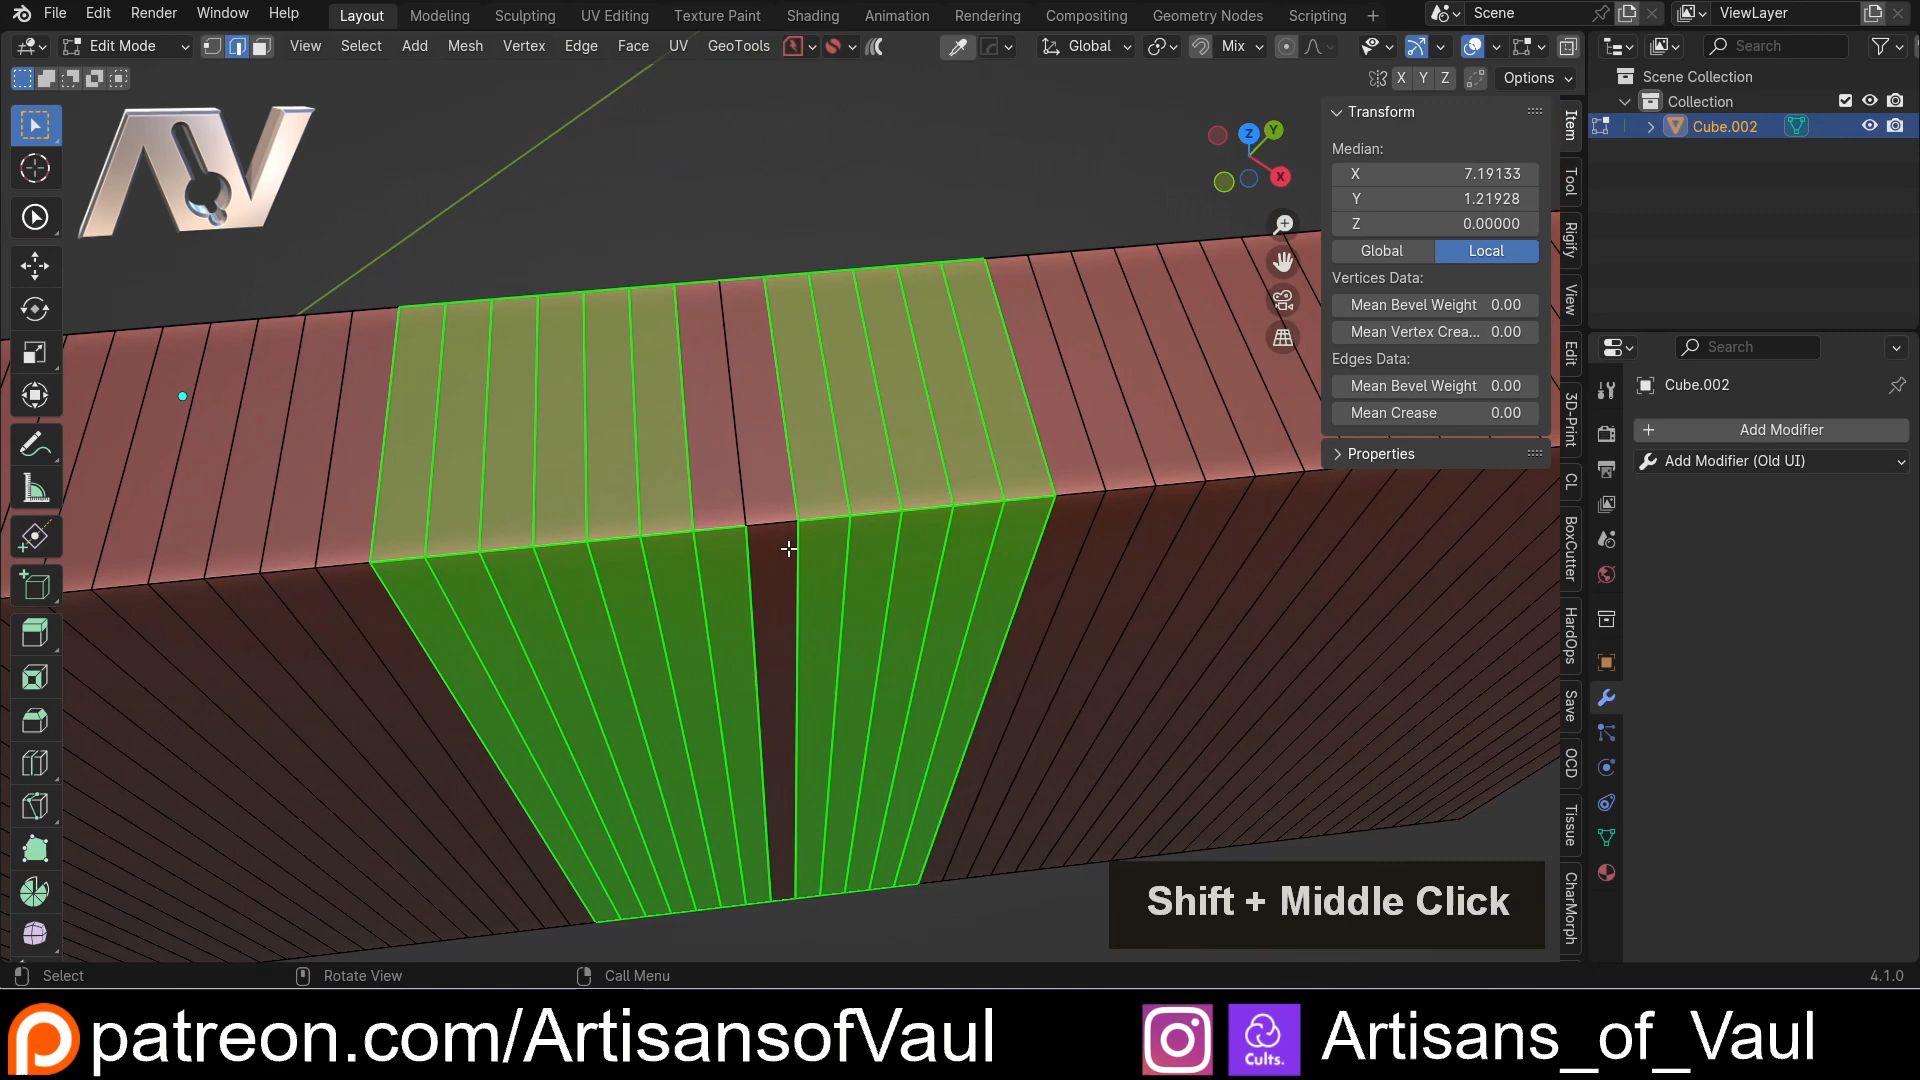 File Edit Render Window Help Layout Modeling Sculpting UV Editing Texture Paint Shading Animation Rendering Compositing Geometry Nodes Scripting + Scene ViewLayer
Edit Mode View Select Add Mesh Vertex Edge Face UV GeoTools Global Mix Search
X Y Z Options
Scene Collection
Collection
Cube.002
Transform
Median:
X 7.19133
Y 1.21928
Z 0.00000
Global Local
Vertices Data:
Mean Bevel Weight 0.00
Mean Vertex Crea... 0.00
Edges Data:
Mean Bevel Weight 0.00
Mean Crease 0.00
Properties
Z Y X
Item
Tool
Rigify
View
Edit
3D-Print
CL
BoxCutter
HardOps
Save
OCD
Tissue
CharMorph
Search
Cube.002
+ Add Modifier
Add Modifier (Old UI)
Shift + Middle Click
Select Rotate View Call Menu 4.1.0
patreon.com/ArtisansofVaul Cults. Artisans_of_Vaul